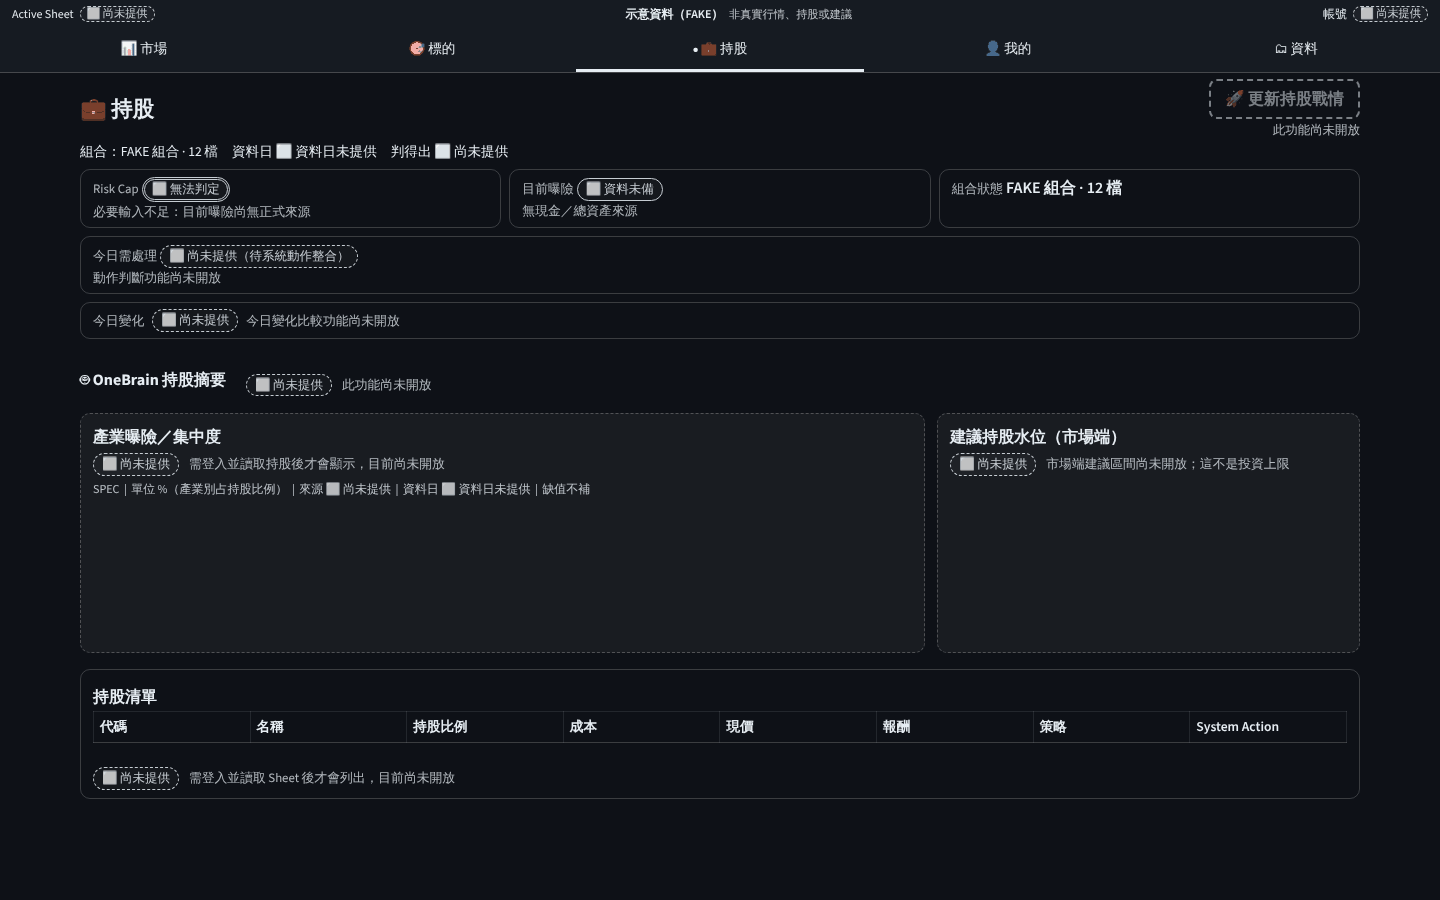 Active Sheet 尚未提供 示意資料（FAKE） 非真實行情、持股或建議 帳號 尚未提供
市場 標的 持股 我的 資料
持股
更新持股戰情
此功能尚未開放
組合：FAKE 組合 · 12 檔 資料日 資料日未提供 判得出 尚未提供
Risk Cap 無法判定
必要輸入不足：目前曝險尚無正式來源
目前曝險 資料未備
無現金／總資產來源
組合狀態 FAKE 組合 · 12 檔
今日需處理 尚未提供（待系統動作整合）
動作判斷功能尚未開放
今日變化 尚未提供 今日變化比較功能尚未開放
OneBrain 持股摘要 尚未提供 此功能尚未開放
產業曝險／集中度
尚未提供 需登入並讀取持股後才會顯示，目前尚未開放
SPEC｜單位 %（產業別占持股比例）｜來源 尚未提供｜資料日 資料日未提供｜缺值不補
建議持股水位（市場端）
尚未提供 市場端建議區間尚未開放；這不是投資上限
持股清單
代碼 名稱 持股比例 成本 現價 報酬 策略 System Action
尚未提供 需登入並讀取 Sheet 後才會列出，目前尚未開放